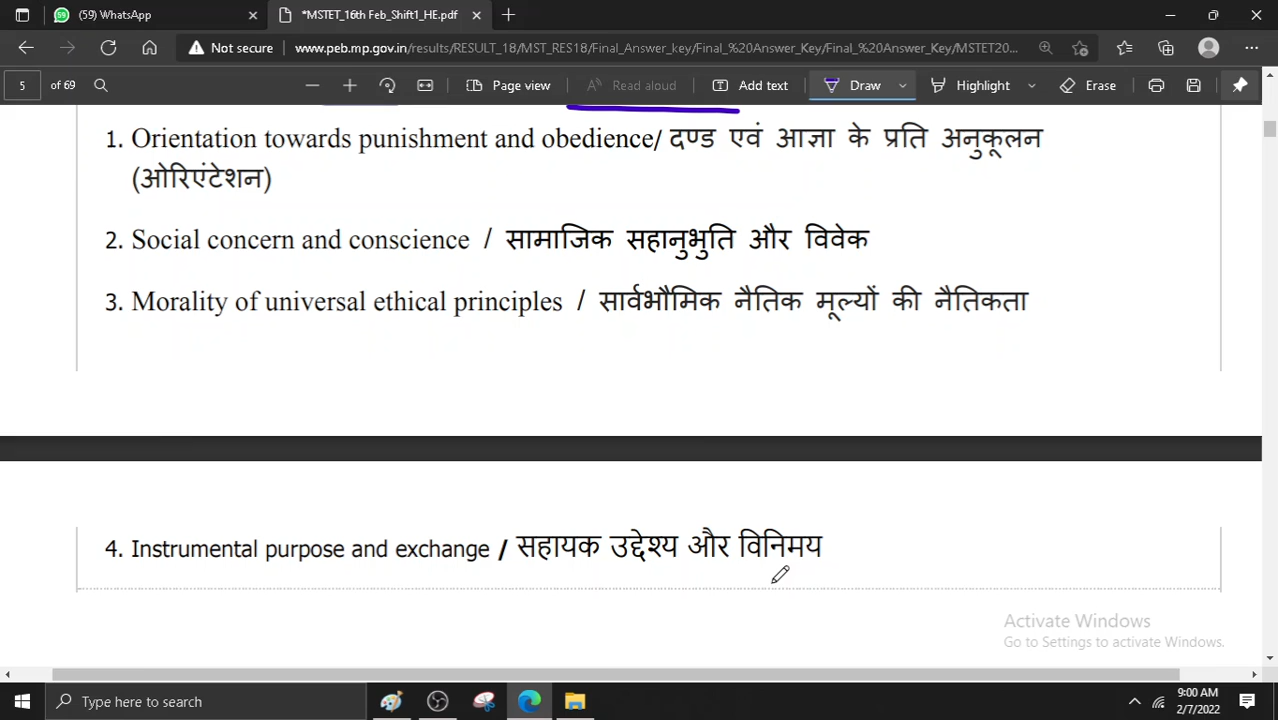 (59) WhatsApp
*MSTET_16th Feb_Shift1_HE.pdf
Not secure
www.peb.mp.gov.in/results/RESULT_18/MST_RES18/Final_Answer_key/Final_%20Answer_Key/Final_%20Answer_Key/MSTET20...
5 of 69
Page view
Read aloud
Add text
Draw
Highlight
Erase
1. Orientation towards punishment and obedience/ दण्ड एवं आज्ञा के प्रति अनुकूलन
(ओरिएंटेशन)
2. Social concern and conscience / सामाजिक सहानुभुति और विवेक
3. Morality of universal ethical principles / सार्वभौमिक नैतिक मूल्यों की नैतिकता
4. Instrumental purpose and exchange / सहायक उद्देश्य और विनिमय
Activate Windows
Go to Settings to activate Windows.
Type here to search
9:00 AM
2/7/2022